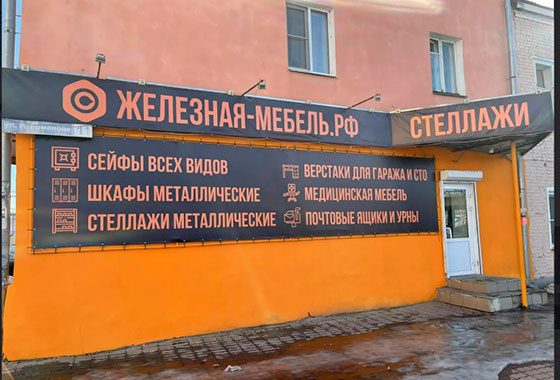 ЖЕЛЕЗНАЯ-МЕБЕЛЬ.РФ
СТЕЛЛАЖИ
СЕЙФЫ ВСЕХ ВИДОВ
ШКАФЫ МЕТАЛЛИЧЕСКИЕ
СТЕЛЛАЖИ МЕТАЛЛИЧЕСКИЕ
ВЕРСТАКИ ДЛЯ ГАРАЖА И СТО
МЕДИЦИНСКАЯ МЕБЕЛЬ
ПОЧТОВЫЕ ЯЩИКИ И УРНЫ